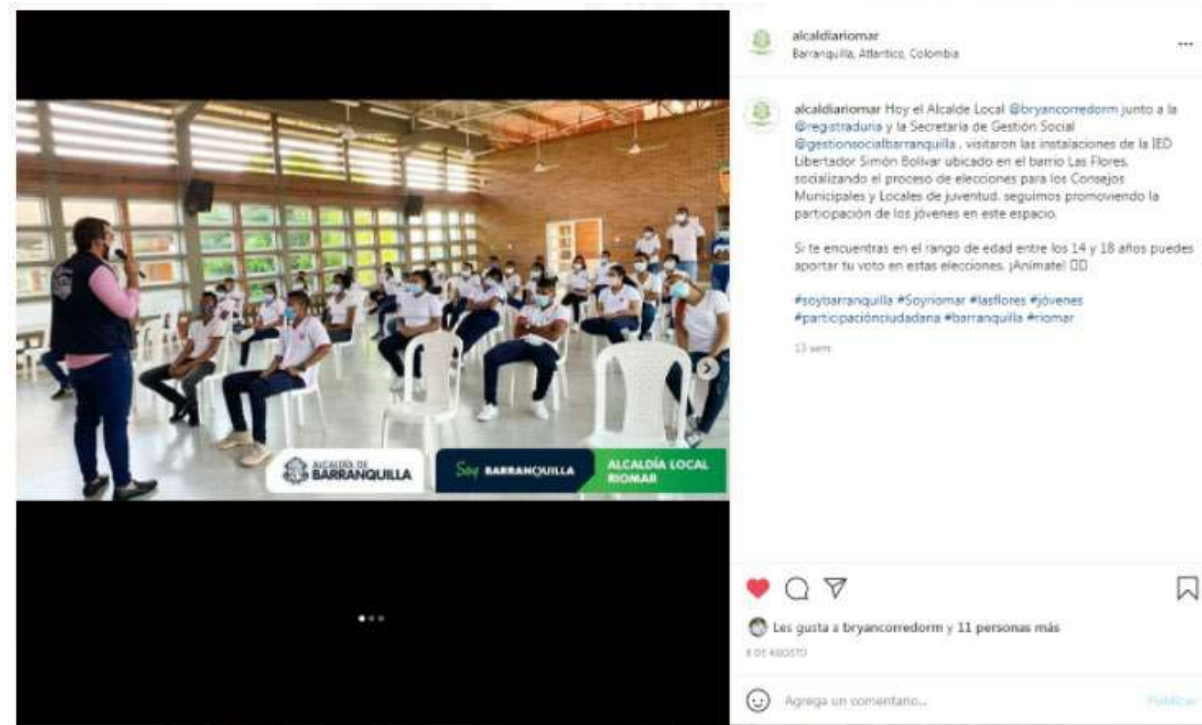 alcaldiariomar
Barranquilla, Atlantico, Colombia
alcaldiariomar Hoy el Alcalde Local @bryancorredorm junto a la
@registraduria y la Secretaria de Gestión Social
@gestionsocialbarranquilla , visitaron las instalaciones de la IED
Libertador Simón Bolívar ubicado en el barrio Las Flores,
socializando el proceso de elecciones para los Consejos
Municipales y Locales de juventud, seguimos promoviendo la
participación de los jóvenes en este espacio.
Si te encuentras en el rango de edad entre los 14 y 18 años puedes
aportar tu voto en estas elecciones. ¡Anímate!
#soybarranquilla #Soyriomar #lasflores #jóvenes
#participaciónciudadana #barranquilla #riomar
13 sem
ALCALDÍA DE
BARRANQUILLA
Soy BARRANQUILLA
ALCALDÍA LOCAL
RIOMAR
Les gusta a bryancorredorm y 11 personas más
8 DE AGOSTO
Agrega un comentario...
Publicar